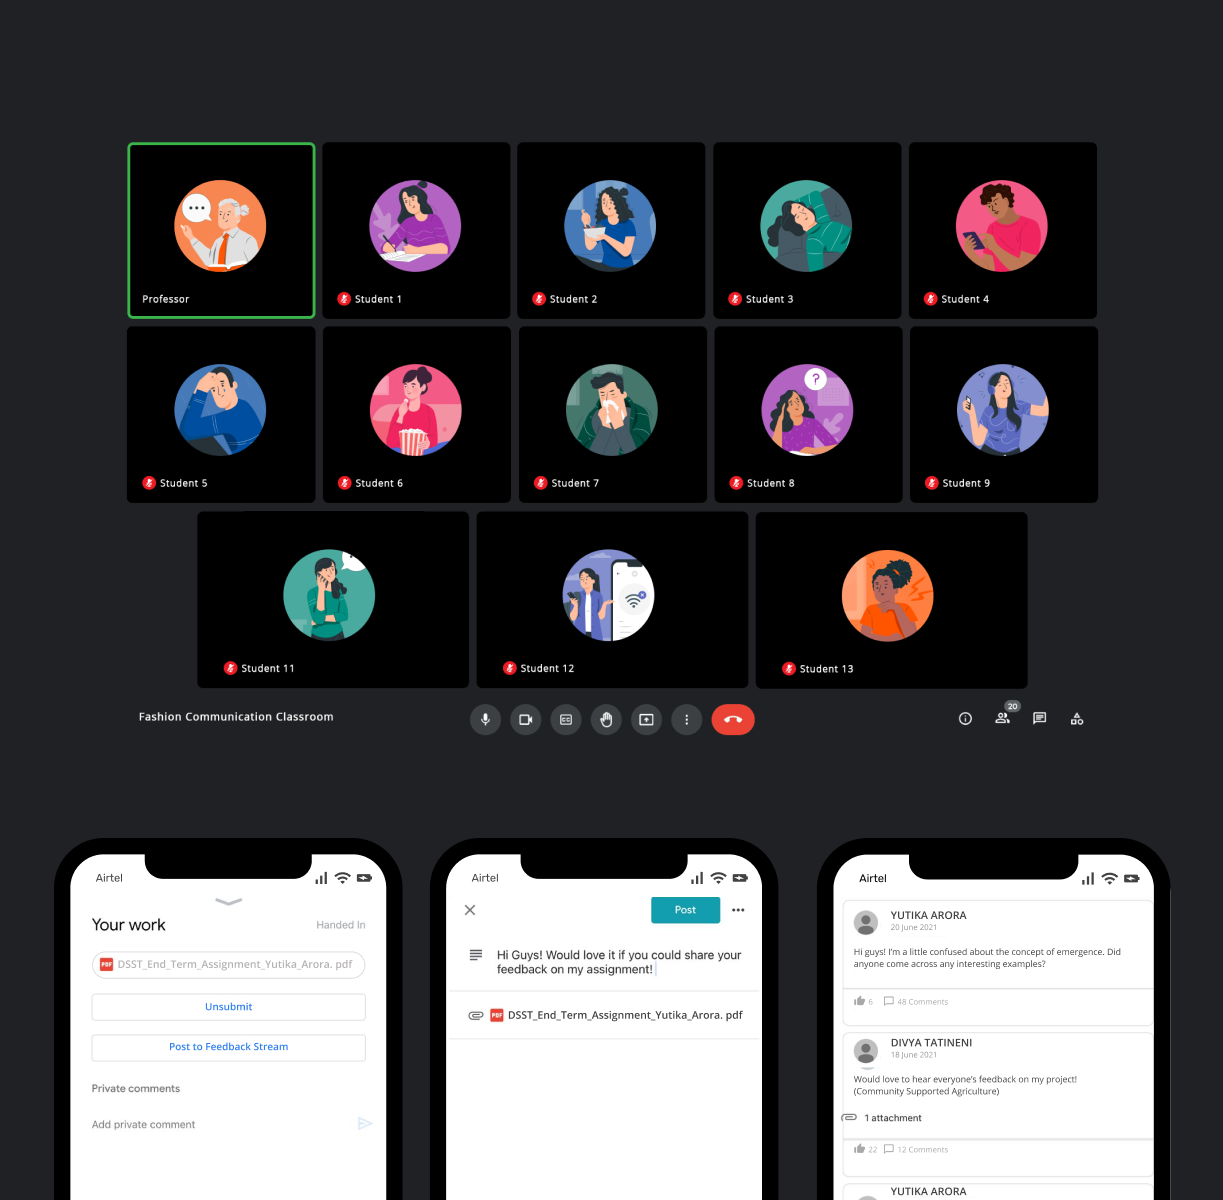 Professor
Student 1
Student 2
Student 3
Student 4
Student 5
Student 6
Student 7
?
Student 8
Student 9
Student 11
Student 12
Student 13
Fashion Communication Classroom
CC
20
Airtel
Your work
Handed In
PDF DSST_End_Term_Assignment_Yutika_Arora. pdf
Unsubmit
Post to Feedback Stream
Private comments
Add private comment
Airtel
Post
Hi Guys! Would love it if you could share your
feedback on my assignment!
PDF DSST_End_Term_Assignment_Yutika_Arora. pdf
Airtel
YUTIKA ARORA
20 June 2021
Hi guys! I'm a little confused about the concept of emergence. Did
anyone come across any interesting examples?
6 48 Comments
DIVYA TATINENI
18 June 2021
Would love to hear everyone's feedback on my project!
(Community Supported Agriculture)
1 attachment
22 12 Comments
YUTIKA ARORA